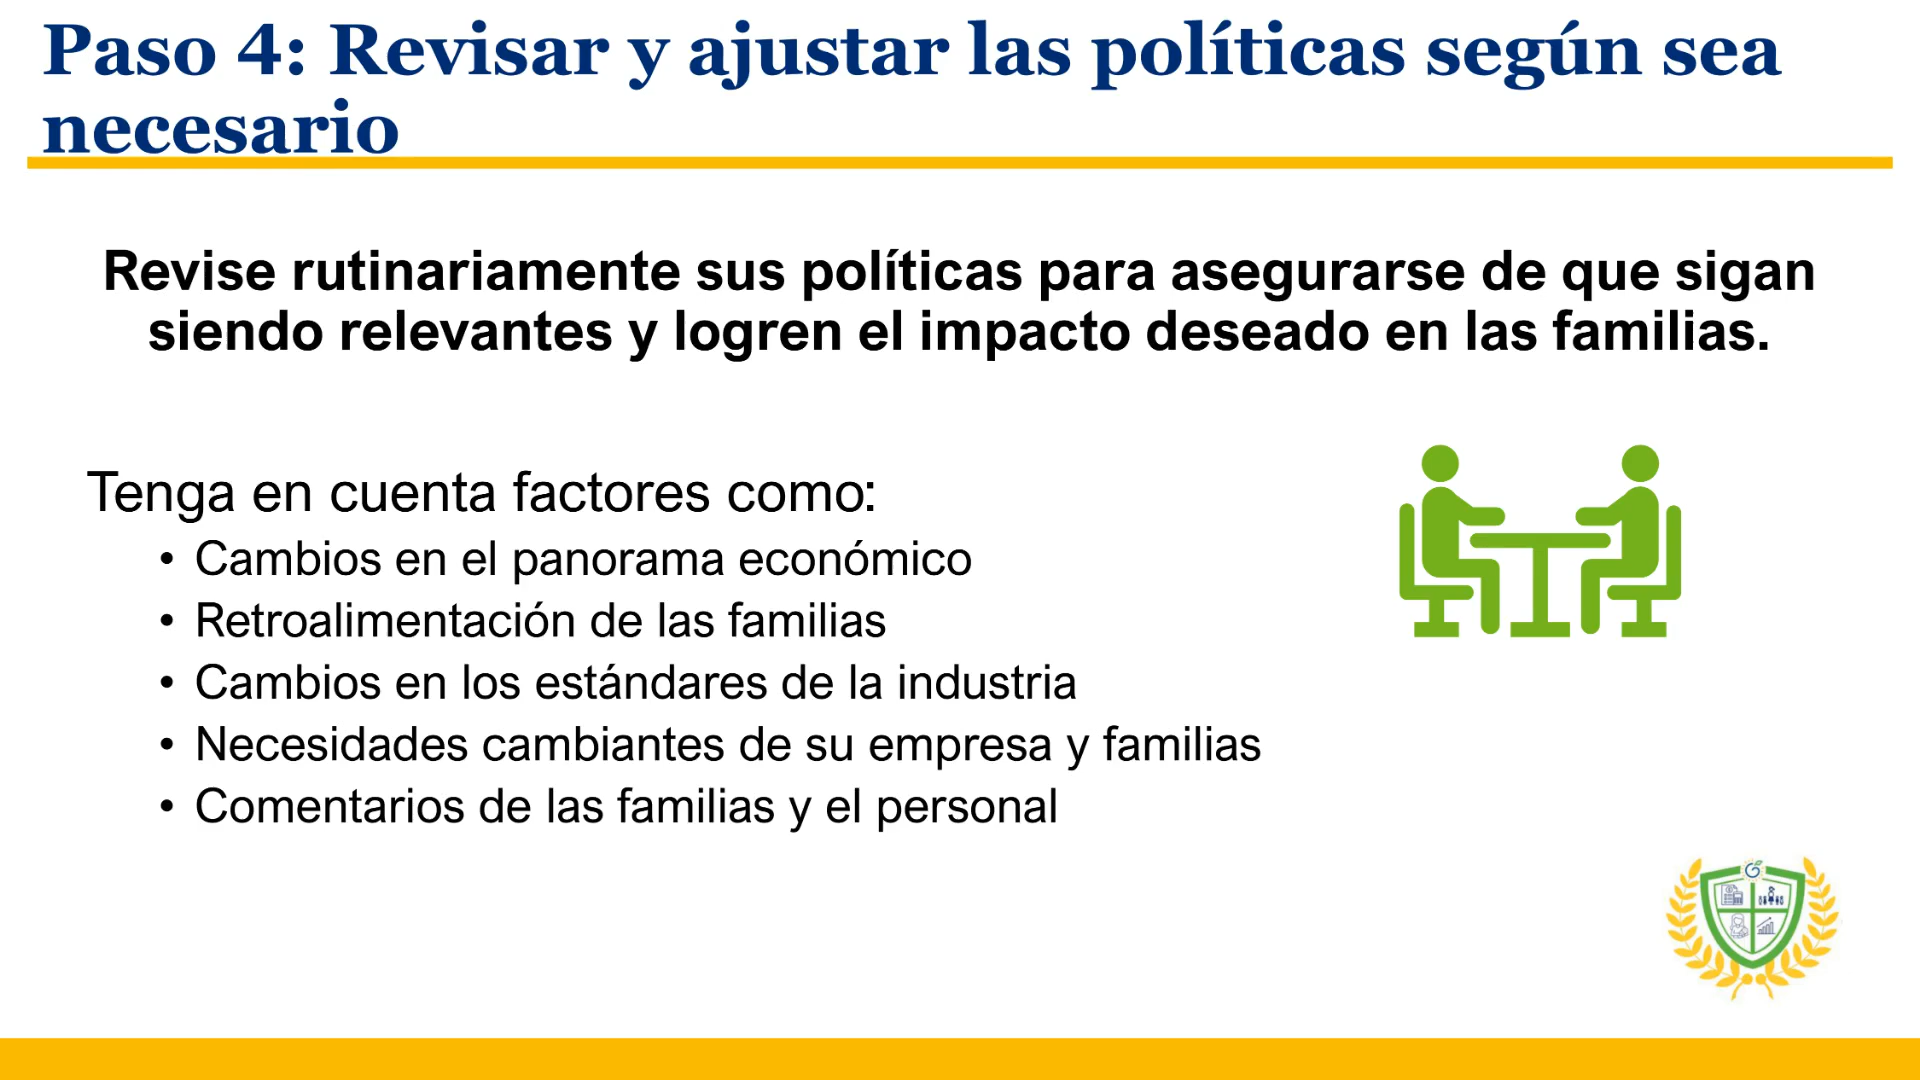 Paso 4: Revisar y ajustar las políticas según sea
necesario
Revise rutinariamente sus políticas para asegurarse de que sigan
siendo relevantes y logren el impacto deseado en las familias.
Tenga en cuenta factores como:
• Cambios en el panorama económico
• Retroalimentación de las familias
• Cambios en los estándares de la industria
• Necesidades cambiantes de su empresa y familias
• Comentarios de las familias y el personal